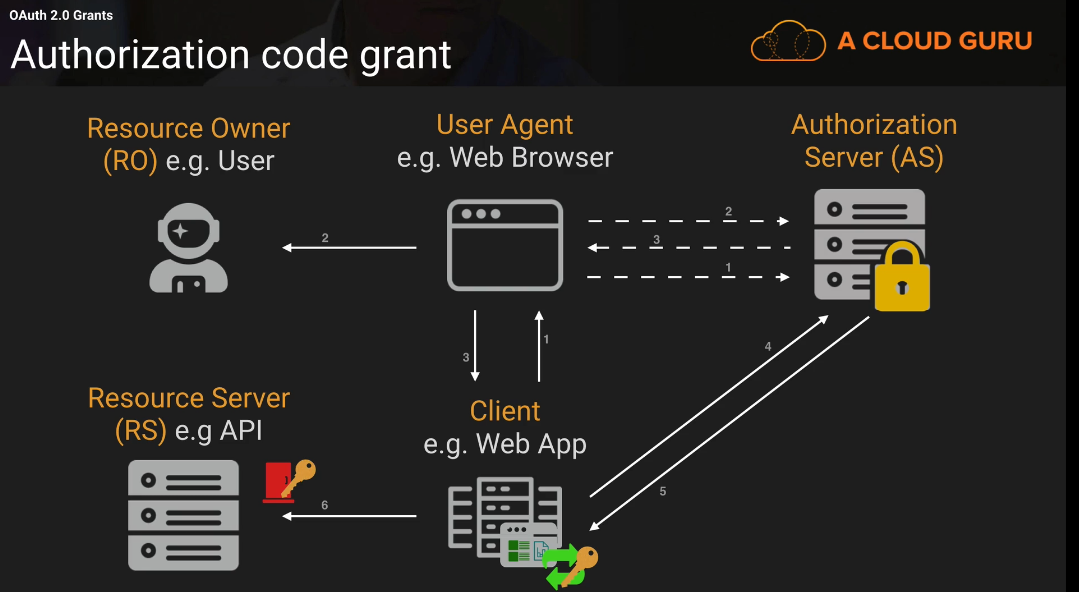 OAuth 2.0 Grants
Authorization code grant
A CLOUD GURU
Resource Owner
(RO) e.g. User
User Agent
e.g. Web Browser
Authorization
Server (AS)
2
2
3
1
3
1
4
5
Resource Server
(RS) e.g API
Client
e.g. Web App
6